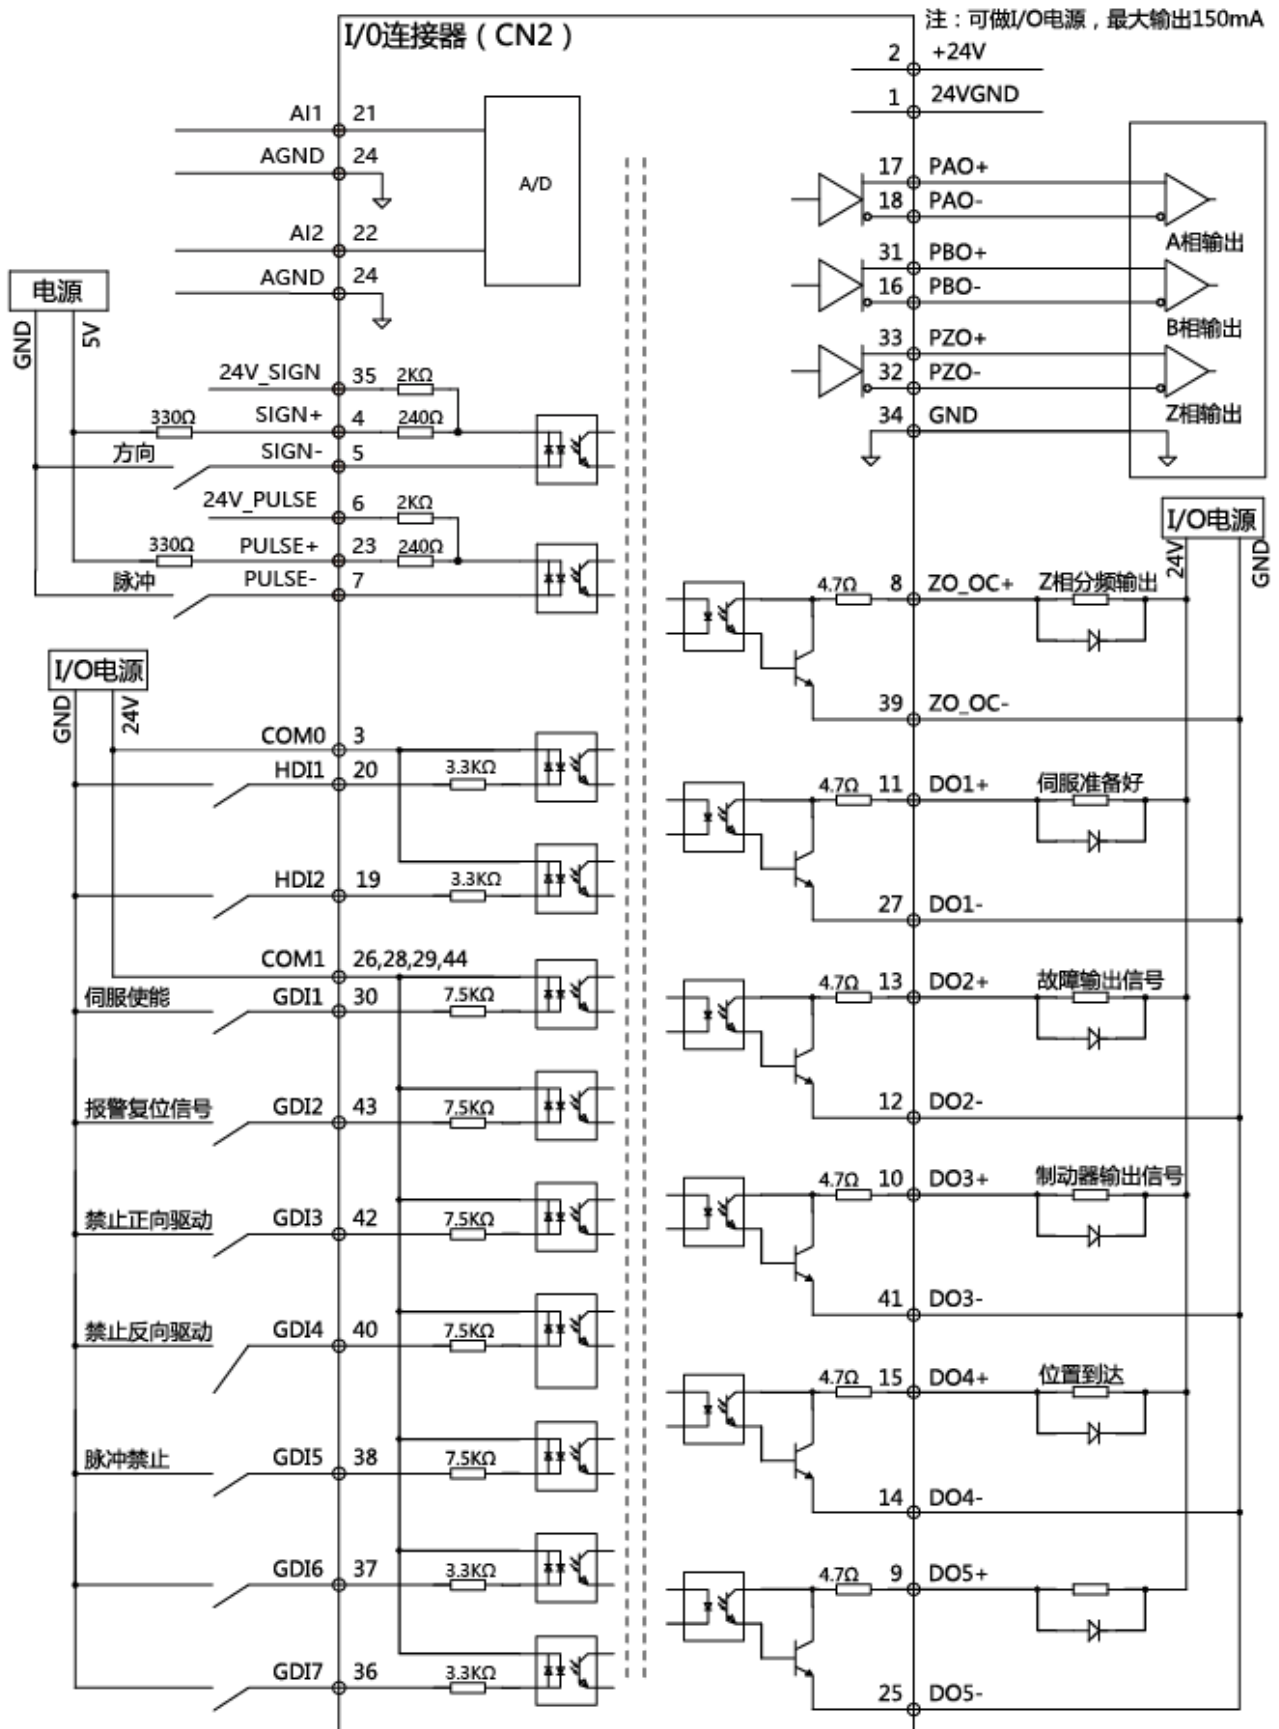 注：可做I/O电源，最大输出150mA
I/0连接器（CN2）
2 +24V
1 24VGND
AI1 21
AGND 24
A/D
AI2 22
AGND 24
电源
GND
5V
24V_SIGN 35 2KΩ
330Ω SIGN+ 4 240Ω
方向 SIGN- 5
24V_PULSE 6 2KΩ
330Ω PULSE+ 23 240Ω
脉冲 PULSE- 7
I/O电源
GND
24V
COM0 3
HDI1 20 3.3KΩ
HDI2 19 3.3KΩ
COM1 26,28,29,44
伺服使能 GDI1 30 7.5KΩ
报警复位信号 GDI2 43 7.5KΩ
禁止正向驱动 GDI3 42 7.5KΩ
禁止反向驱动 GDI4 40 7.5KΩ
脉冲禁止 GDI5 38 7.5KΩ
GDI6 37 3.3KΩ
GDI7 36 3.3KΩ
17 PAO+
18 PAO-
A相输出
31 PBO+
16 PBO-
B相输出
33 PZO+
32 PZO-
Z相输出
34 GND
I/O电源
24V
GND
4.7Ω 8 ZO_OC+ Z相分频输出
39 ZO_OC-
4.7Ω 11 DO1+ 伺服准备好
27 DO1-
4.7Ω 13 DO2+ 故障输出信号
12 DO2-
4.7Ω 10 DO3+ 制动器输出信号
41 DO3-
4.7Ω 15 DO4+ 位置到达
14 DO4-
4.7Ω 9 DO5+
25 DO5-